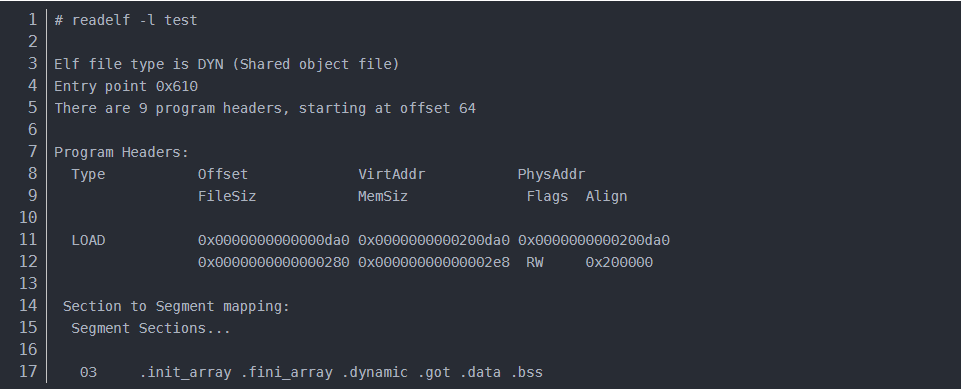 1 # readelf -l test
2
3 Elf file type is DYN (Shared object file)
4 Entry point 0x610
5 There are 9 program headers, starting at offset 64
6
7 Program Headers:
8   Type           Offset             VirtAddr           PhysAddr
9                  FileSiz            MemSiz              Flags  Align
10
11   LOAD           0x0000000000000da0 0x0000000000200da0 0x0000000000200da0
12                  0x0000000000000280 0x00000000000002e8  RW     0x200000
13
14  Section to Segment mapping:
15   Segment Sections...
16
17    03     .init_array .fini_array .dynamic .got .data .bss